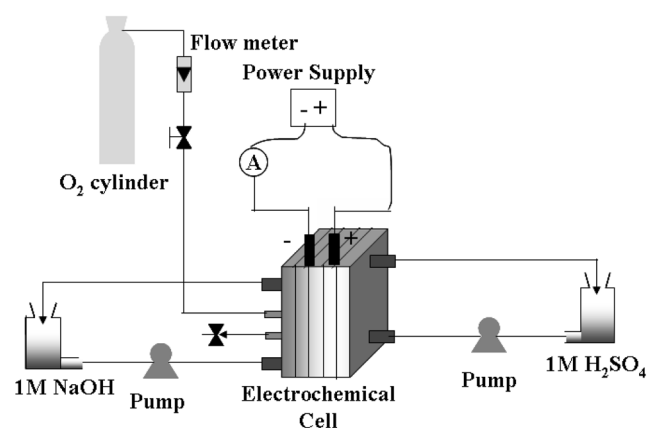 Flow meter
Power Supply
- +
A
O₂ cylinder
- +
1M NaOH
Pump
Electrochemical
Cell
Pump
1M H₂SO₄